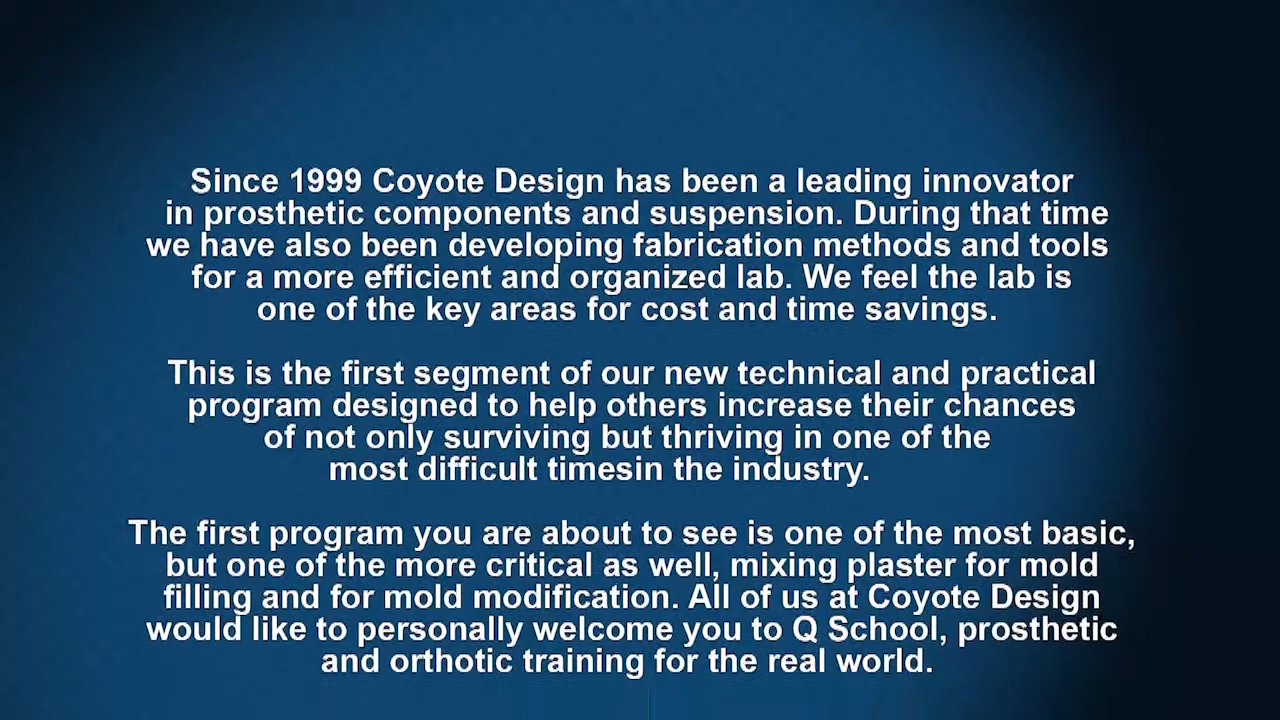 Since 1999 Coyote Design has been a leading innovator
in prosthetic components and suspension. During that time
we have also been developing fabrication methods and tools
for a more efficient and organized lab. We feel the lab is
one of the key areas for cost and time savings.
This is the first segment of our new technical and practical
program designed to help others increase their chances
of not only surviving but thriving in one of the
most difficult timesin the industry.
The first program you are about to see is one of the most basic,
but one of the more critical as well, mixing plaster for mold
filling and for mold modification. All of us at Coyote Design
would like to personally welcome you to Q School, prosthetic
and orthotic training for the real world.